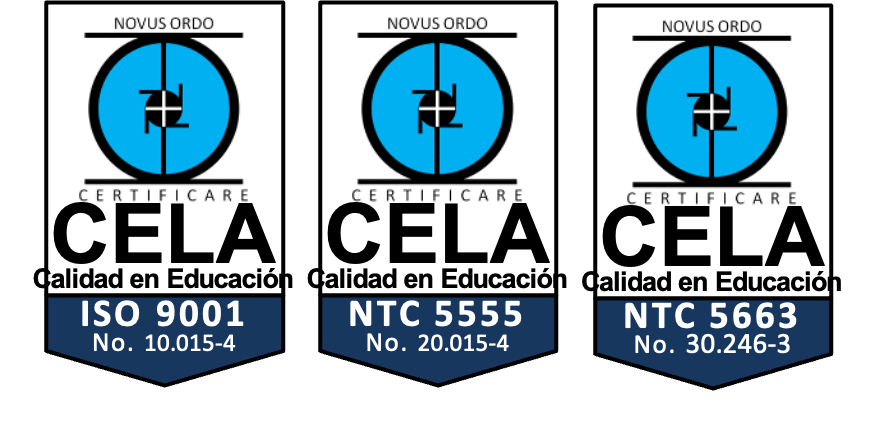 NOVUS ORDO
CERTIFICARE
CELA
Calidad en Educación
ISO 9001
No. 10.015-4
NOVUS ORDO
CERTIFICARE
CELA
Calidad en Educación
NTC 5555
No. 20.015-4
NOVUS ORDO
CERTIFICARE
CELA
Calidad en Educación
NTC 5663
No. 30.246-3